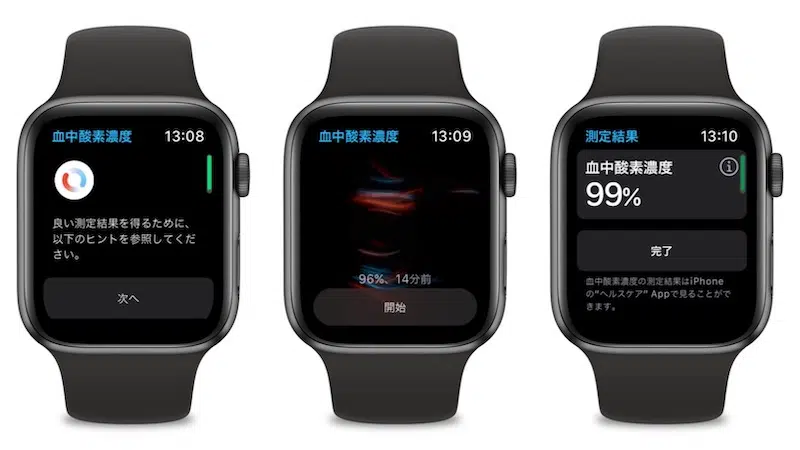 血中酸素濃度 13:08
良い測定結果を得るために、
以下のヒントを参照してくだ
さい。
次へ
血中酸素濃度 13:09
96%、14分前
開始
測定結果 13:10
血中酸素濃度
99%
完了
血中酸素濃度の測定結果はiPhone
の"ヘルスケア" Appで見ることがで
きます。